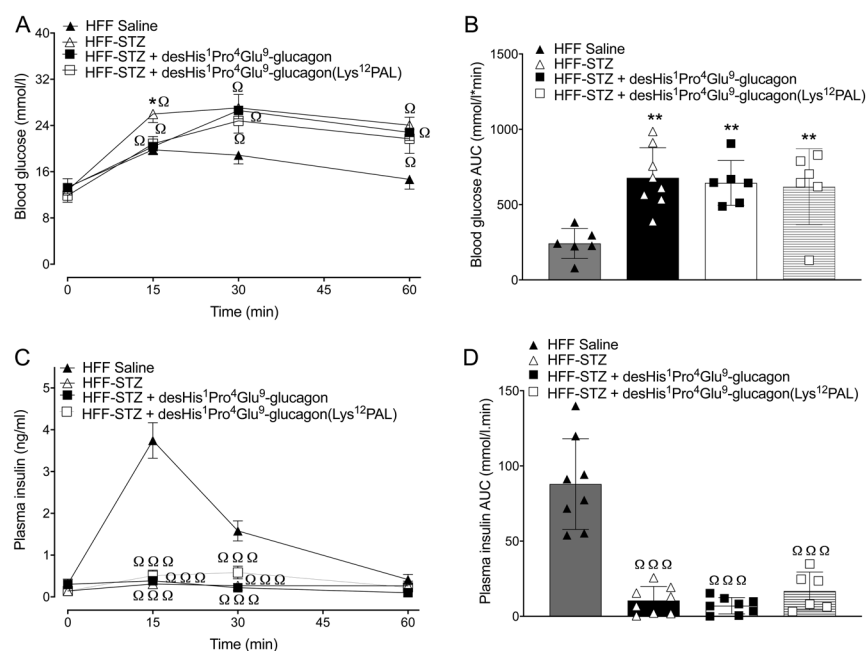 A
HFF Saline
HFF-STZ
HFF-STZ + desHis¹Pro⁴Glu⁹-glucagon
HFF-STZ + desHis¹Pro⁴Glu⁹-glucagon(Lys¹²PAL)
Blood glucose (mmol/l)
40
32
24
16
8
0
*Ω
Ω
Ω
Ω Ω
Ω
Ω
Ω
Ω
Ω
0 15 30 45 60
Time (min)
B
HFF Saline
HFF-STZ
HFF-STZ + desHis¹Pro⁴Glu⁹-glucagon
HFF-STZ + desHis¹Pro⁴Glu⁹-glucagon(Lys¹²PAL)
Blood glucose AUC (mmol/l*min)
1500
1000
500
0
** ** **
C
HFF Saline
HFF-STZ
HFF-STZ + desHis¹Pro⁴Glu⁹-glucagon
HFF-STZ + desHis¹Pro⁴Glu⁹-glucagon(Lys¹²PAL)
Plasma insulin (ng/ml)
5
4
3
2
1
0
ΩΩΩ
ΩΩΩ
ΩΩΩ ΩΩΩ
ΩΩΩ ΩΩΩ
0 15 30 45 60
Time (min)
D
HFF Saline
HFF-STZ
HFF-STZ + desHis¹Pro⁴Glu⁹-glucagon
HFF-STZ + desHis¹Pro⁴Glu⁹-glucagon(Lys¹²PAL)
Plasma insulin AUC (mmol/l.min)
150
100
50
0
ΩΩΩ ΩΩΩ ΩΩΩ